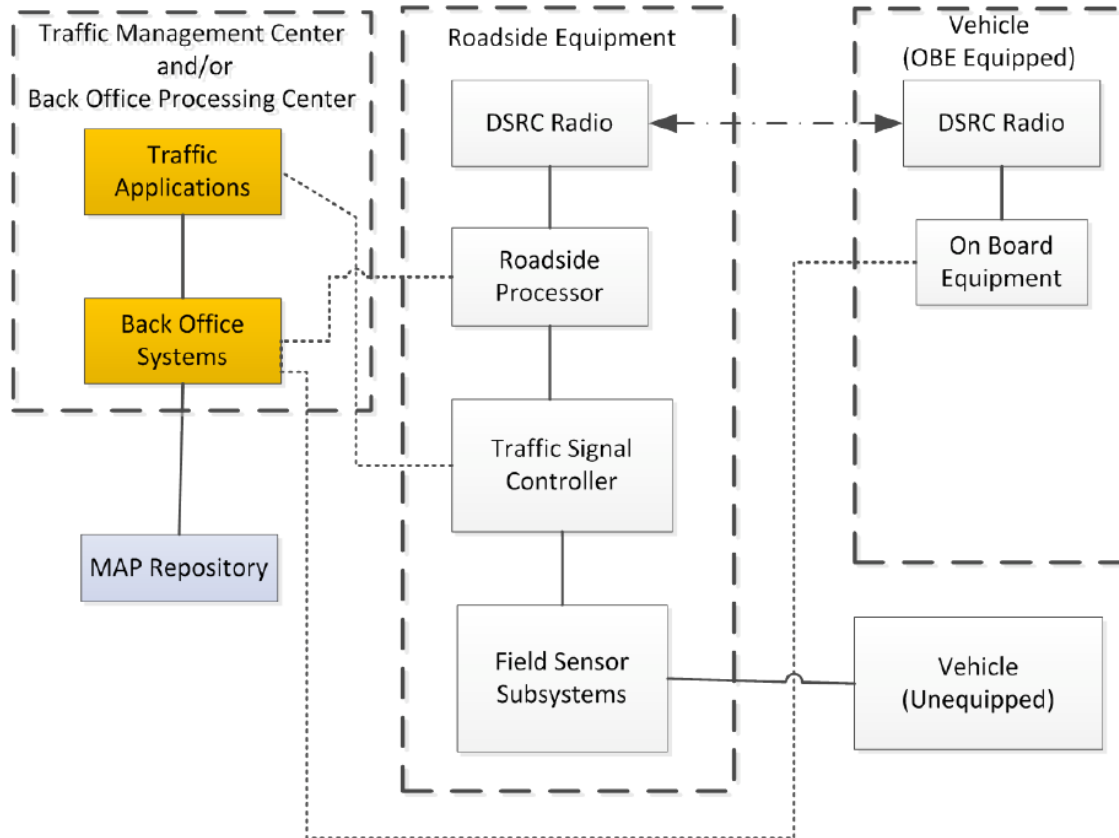 Traffic Management Center
and/or
Back Office Processing Center
Traffic
Applications
Back Office
Systems
MAP Repository
Roadside Equipment
DSRC Radio
Roadside
Processor
Traffic Signal
Controller
Field Sensor
Subsystems
Vehicle
(OBE Equipped)
DSRC Radio
On Board
Equipment
Vehicle
(Unequipped)